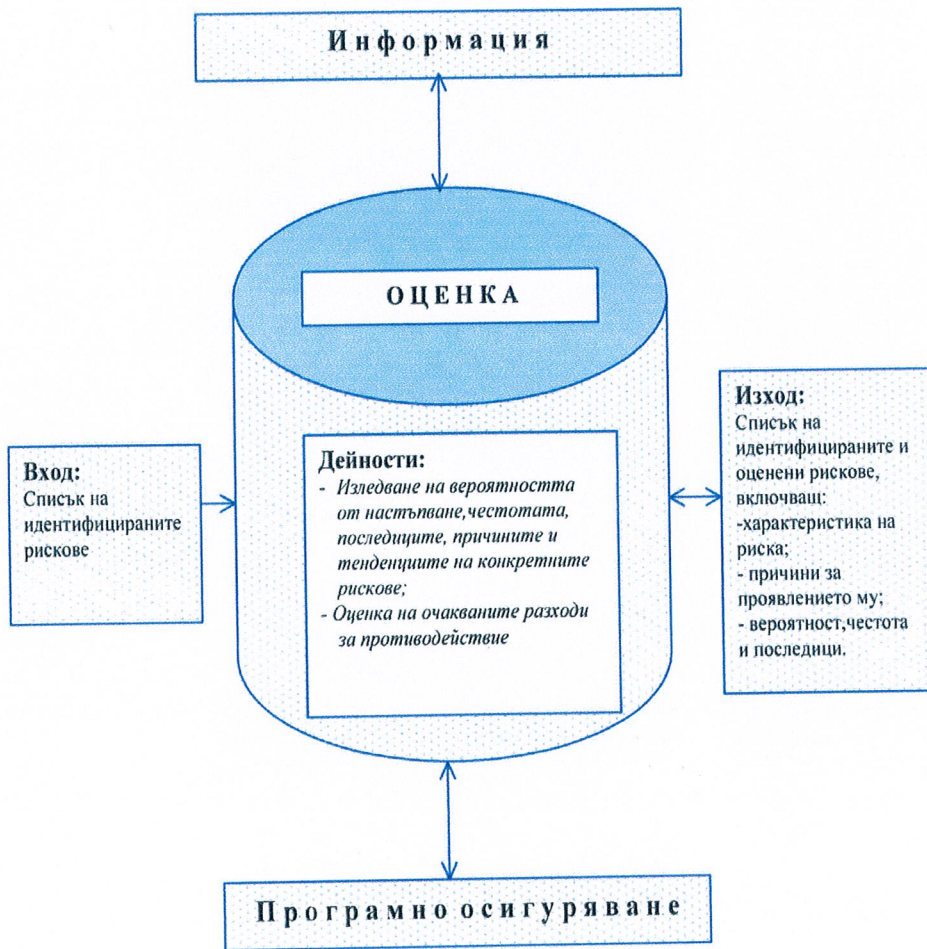 Информация
ОЦЕНКА
Вход:
Списък на
идентифицираните
рискове
Дейности:
- Изледване на вероятността
от настъпване,честотата,
последиците, причините и
тенденциите на конкретните
рискове;
- Оценка на очакваните разходи
за противодействие
Изход:
Списък на
идентифицираните и
оценени рискове,
включващ:
-характеристика на
риска;
- причини за
проявлението му;
- вероятност,честота
и последици.
Програмно осигуряване